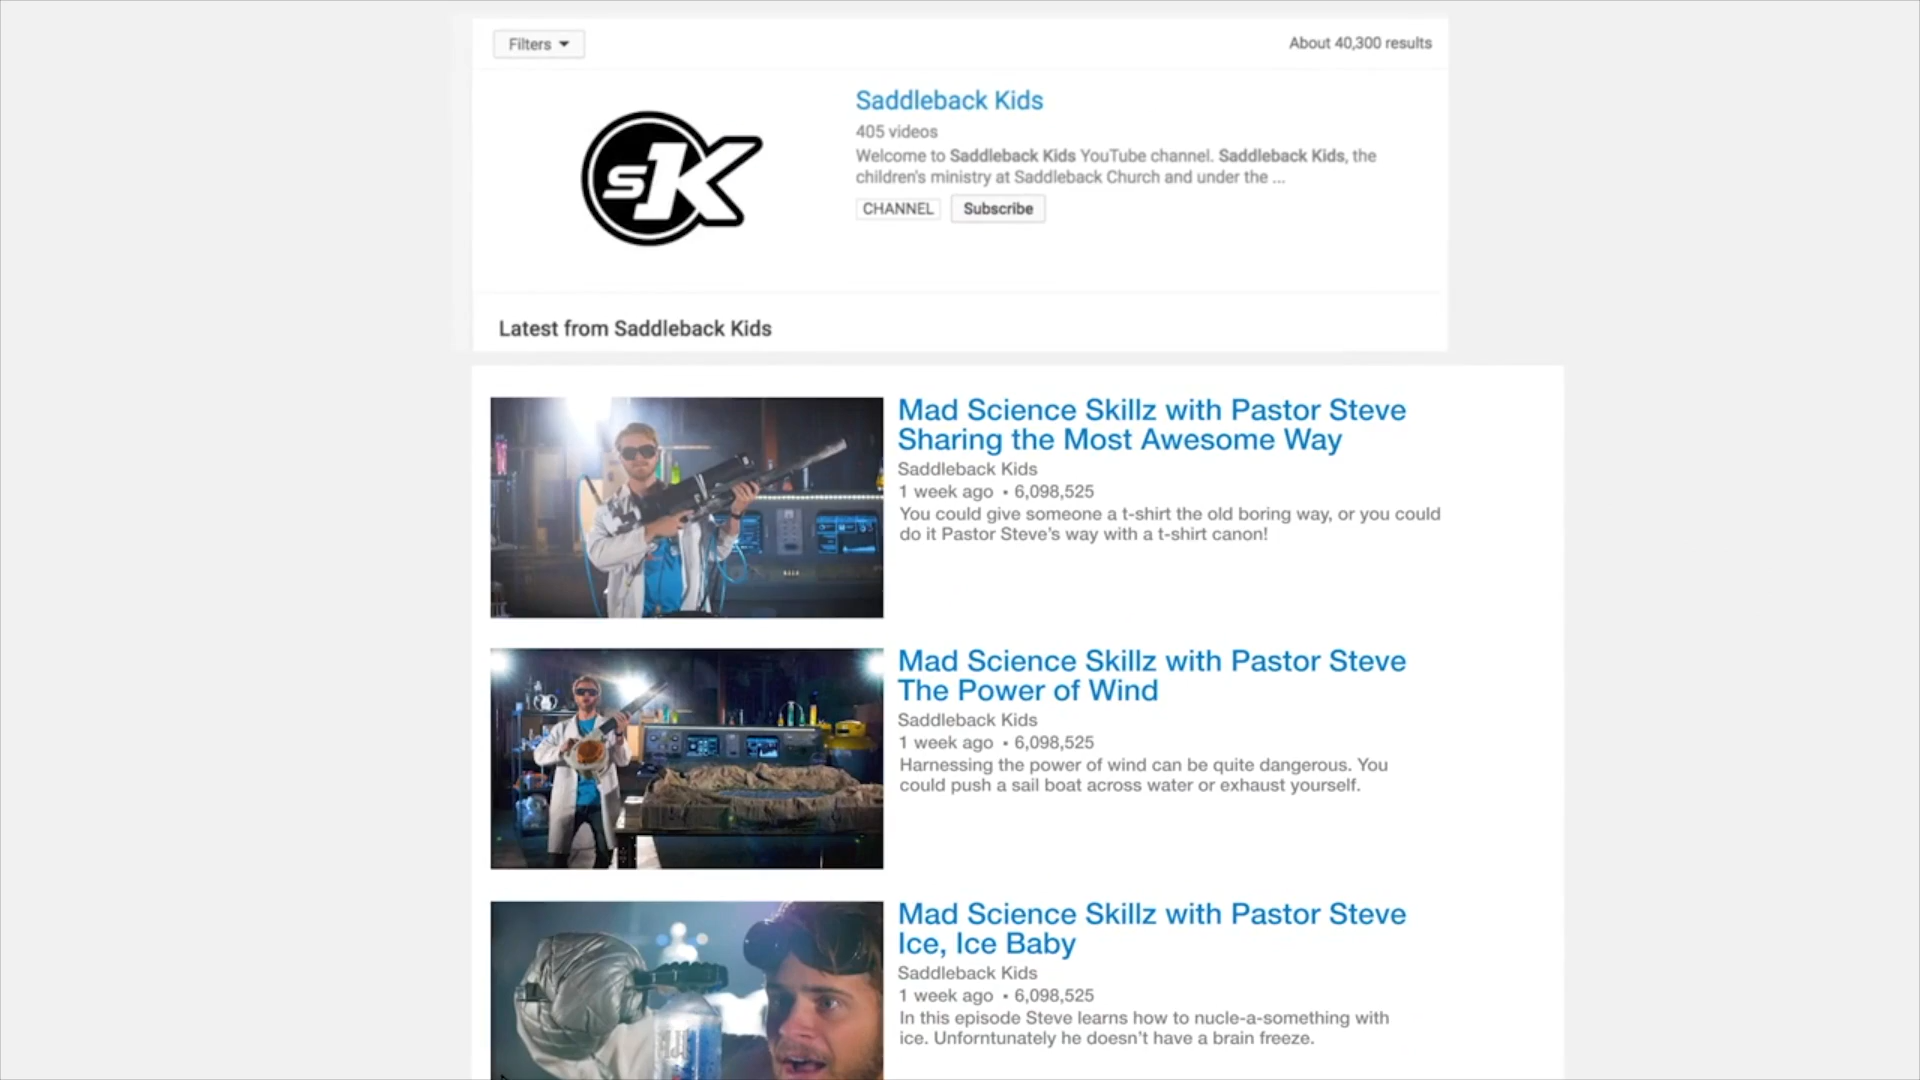 Filters
About 40,300 results
SK
Saddleback Kids
405 videos
Welcome to Saddleback Kids YouTube channel. Saddleback Kids, the
children's ministry at Saddleback Church and under the ...
CHANNEL
Subscribe
Latest from Saddleback Kids
Mad Science Skillz with Pastor Steve
Sharing the Most Awesome Way
Saddleback Kids
1 week ago • 6,098,525
You could give someone a t-shirt the old boring way, or you could
do it Pastor Steve's way with a t-shirt canon!
Mad Science Skillz with Pastor Steve
The Power of Wind
Saddleback Kids
1 week ago • 6,098,525
Harnessing the power of wind can be quite dangerous. You
could push a sail boat across water or exhaust yourself.
Mad Science Skillz with Pastor Steve
Ice, Ice Baby
Saddleback Kids
1 week ago • 6,098,525
In this episode Steve learns how to nucle-a-something with
ice. Unforntunately he doesn't have a brain freeze.